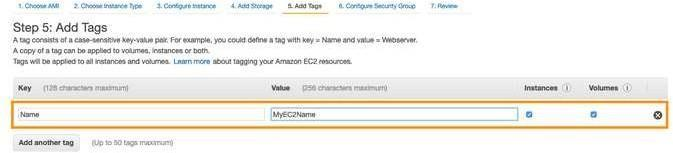 1. Choose AMI 2. Choose Instance Type 3. Configure Instance 4. Add Storage 5. Add Tags 6. Configure Security Group 7. Review
Step 5: Add Tags
A tag consists of a case-sensitive key-value pair. For example, you could define a tag with key = Name and value = Webserver.
A copy of a tag can be applied to volumes, instances or both.
Tags will be applied to all instances and volumes. Learn more about tagging your Amazon EC2 resources.
Key (128 characters maximum) Value (256 characters maximum) Instances Volumes
Name MyEC2Name
Add another tag (Up to 50 tags maximum)